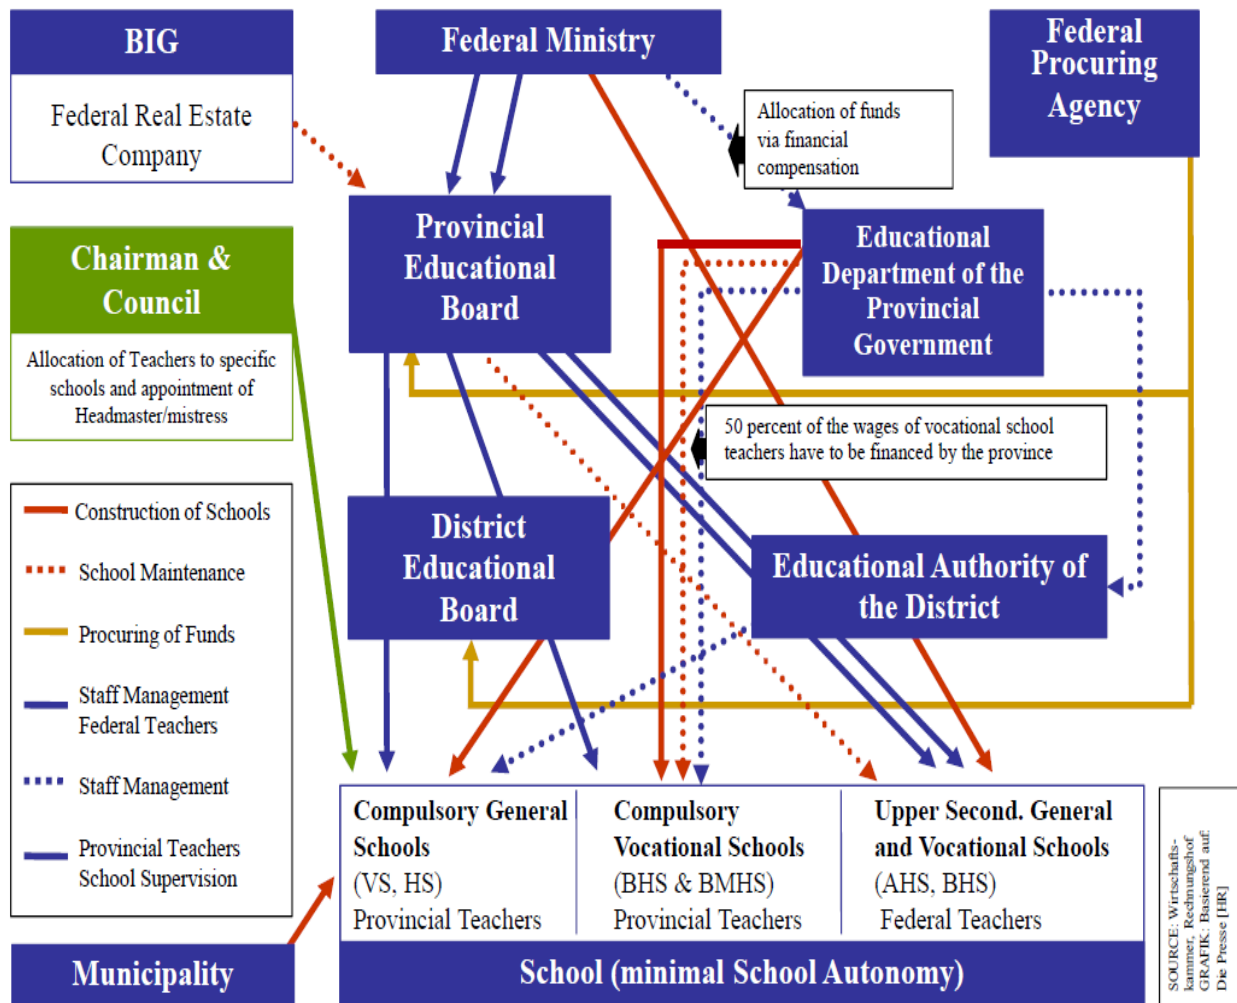 BIG
Federal Real Estate
Company
Federal Ministry
Federal
Procuring
Agency
Allocation of funds
via financial
compensation
Chairman &
Council
Allocation of Teachers to specific
schools and appointment of
Headmaster/mistress
Provincial
Educational
Board
Educational
Department of the
Provincial
Government
50 percent of the wages of vocational school
teachers have to be financed by the province
Construction of Schools
School Maintenance
Procuring of Funds
Staff Management
Federal Teachers
Staff Management
Provincial Teachers
School Supervision
District
Educational
Board
Educational Authority of
the District
Compulsory General
Schools
(VS, HS)
Provincial Teachers
Compulsory
Vocational Schools
(BHS & BMHS)
Provincial Teachers
Upper Second. General
and Vocational Schools
(AHS, BHS)
Federal Teachers
Municipality
School (minimal School Autonomy)
SOURCE: Wirtschafts-
kammer, Rechnungshof
GRAFIK: Basierend auf:
Die Presse [HR]